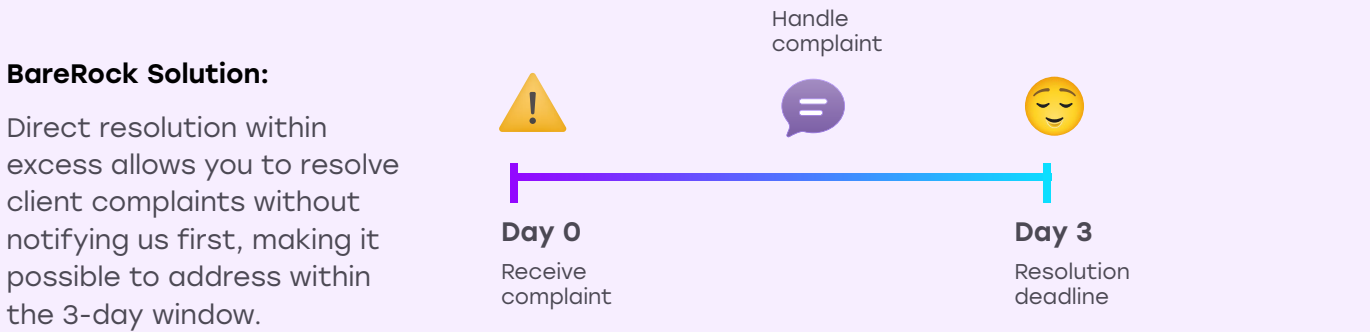 BareRock Solution:
Direct resolution within
excess allows you to resolve
client complaints without
notifying us first, making it
possible to address within
the 3-day window.
Handle
complaint
Day 0
Receive
complaint
Day 3
Resolution
deadline